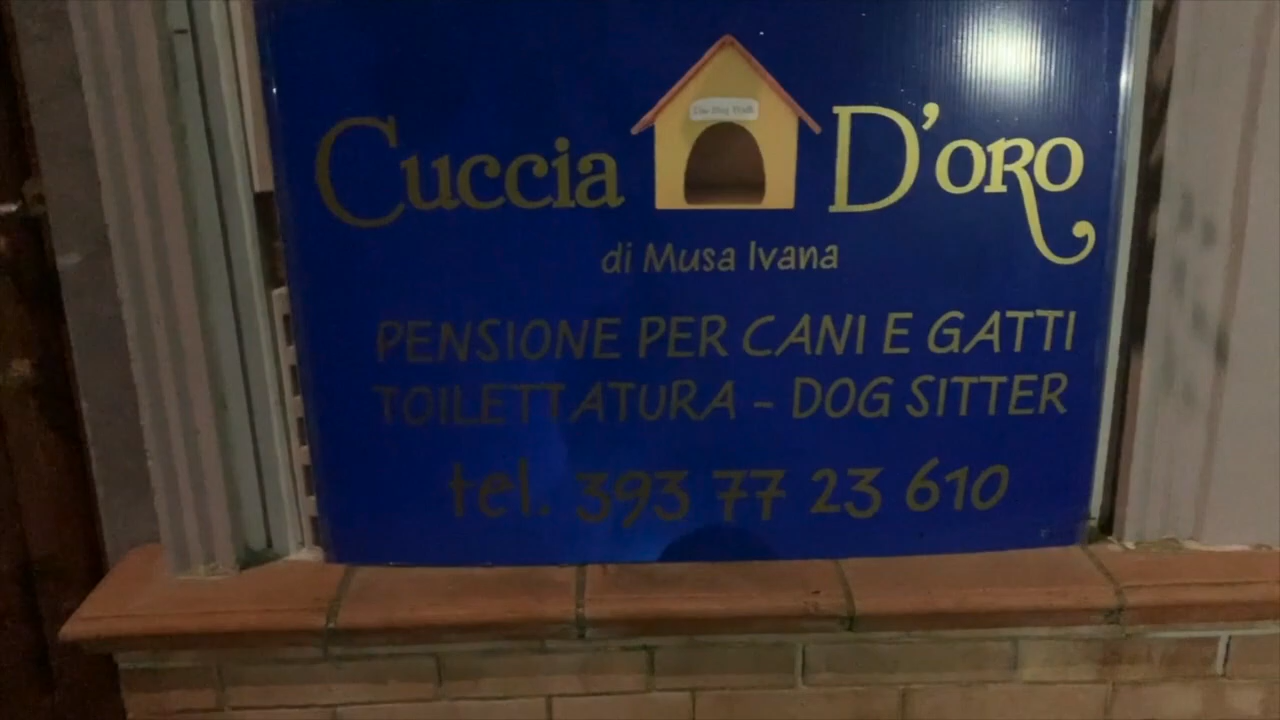 Cuccia D'oro
di Musa Ivana
PENSIONE PER CANI E GATTI
TOILETTATURA - DOG SITTER
tel. 393 77 23 610